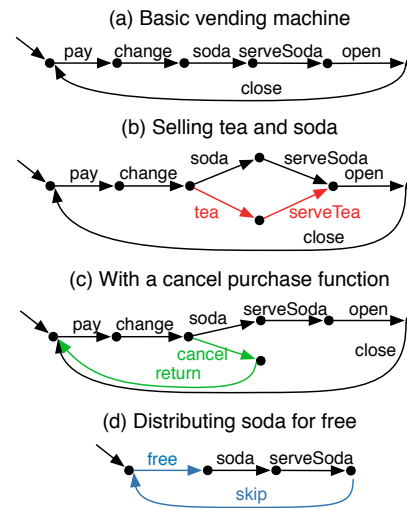 (a) Basic vending machine
pay change soda serveSoda open
close
(b) Selling tea and soda
soda serveSoda
pay change open
tea serveTea
close
(c) With a cancel purchase function
serveSoda open
pay change soda
cancel close
return
(d) Distributing soda for free
free soda serveSoda
skip